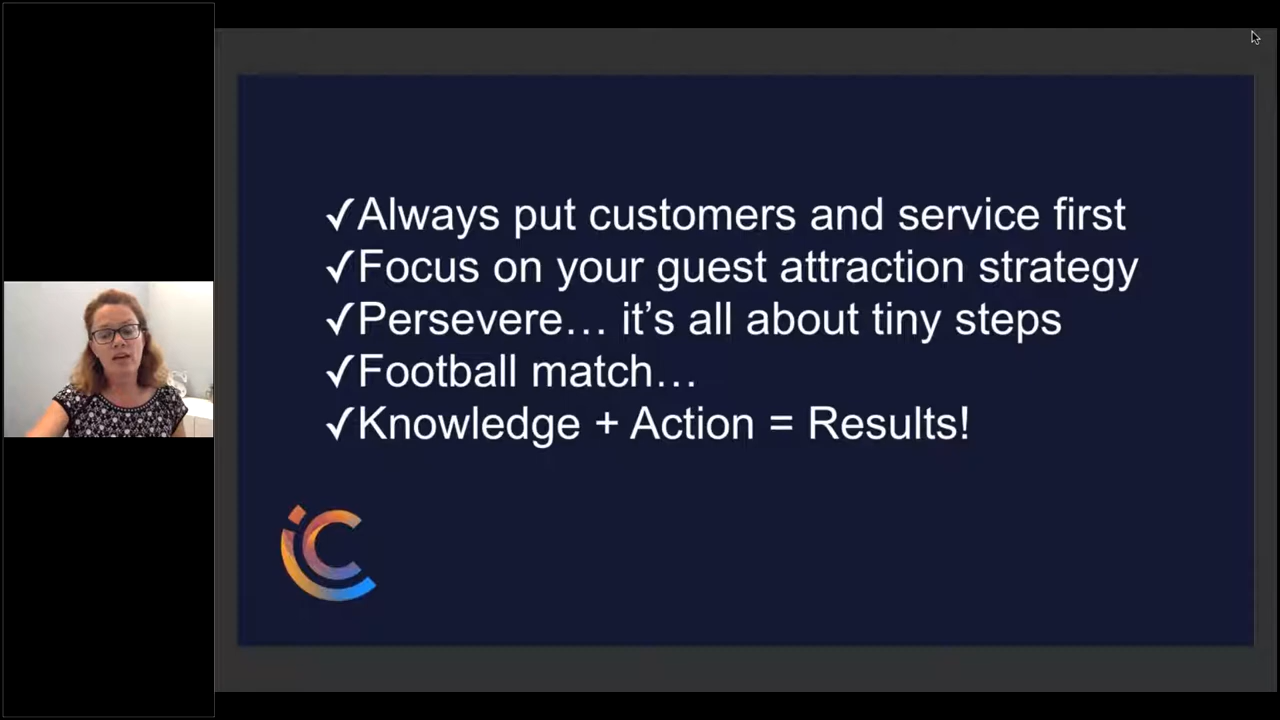 ✓Always put customers and service first
✓Focus on your guest attraction strategy
✓Persevere… it’s all about tiny steps
✓Football match…
✓Knowledge + Action = Results!